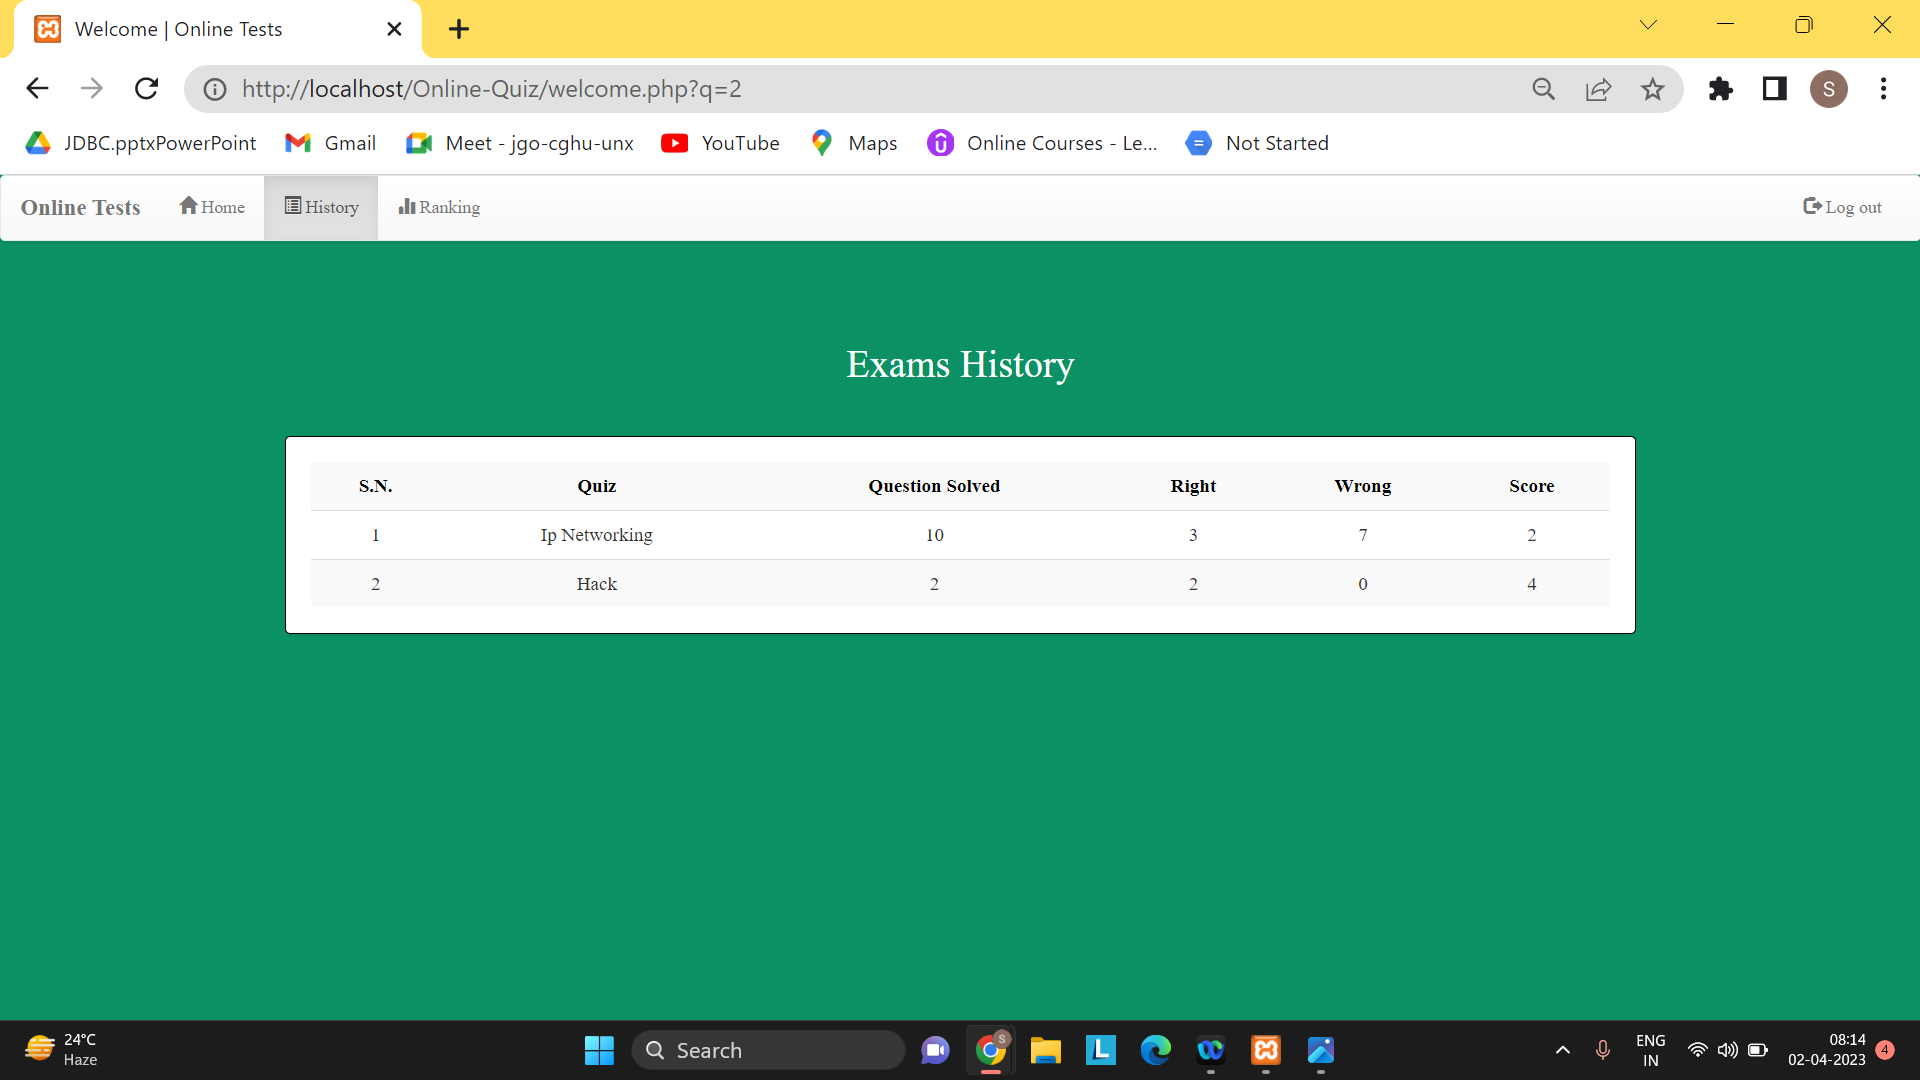 Welcome | Online Tests
http://localhost/Online-Quiz/welcome.php?q=2
S
JDBC.pptxPowerPoint Gmail Meet - jgo-cghu-unx YouTube Maps Online Courses - Le... Not Started
Online Tests Home History Ranking Log out
Exams History
S.N. Quiz Question Solved Right Wrong Score
1 Ip Networking 10 3 7 2
2 Hack 2 2 0 4
24°C
Haze
Search
S
L
ENG
IN
08:14
02-04-2023
4